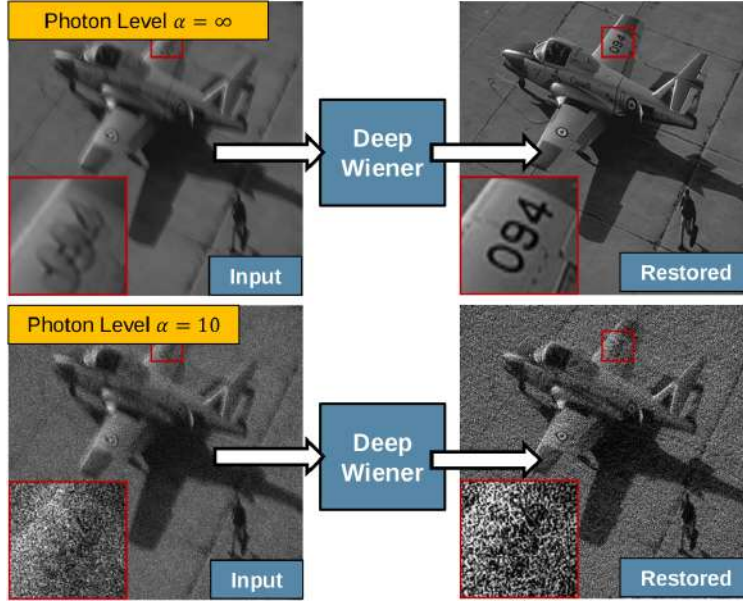 Photon Level α = ∞
Deep
Wiener
094
094
Input
Restored
Photon Level α = 10
Deep
Wiener
Input
Restored